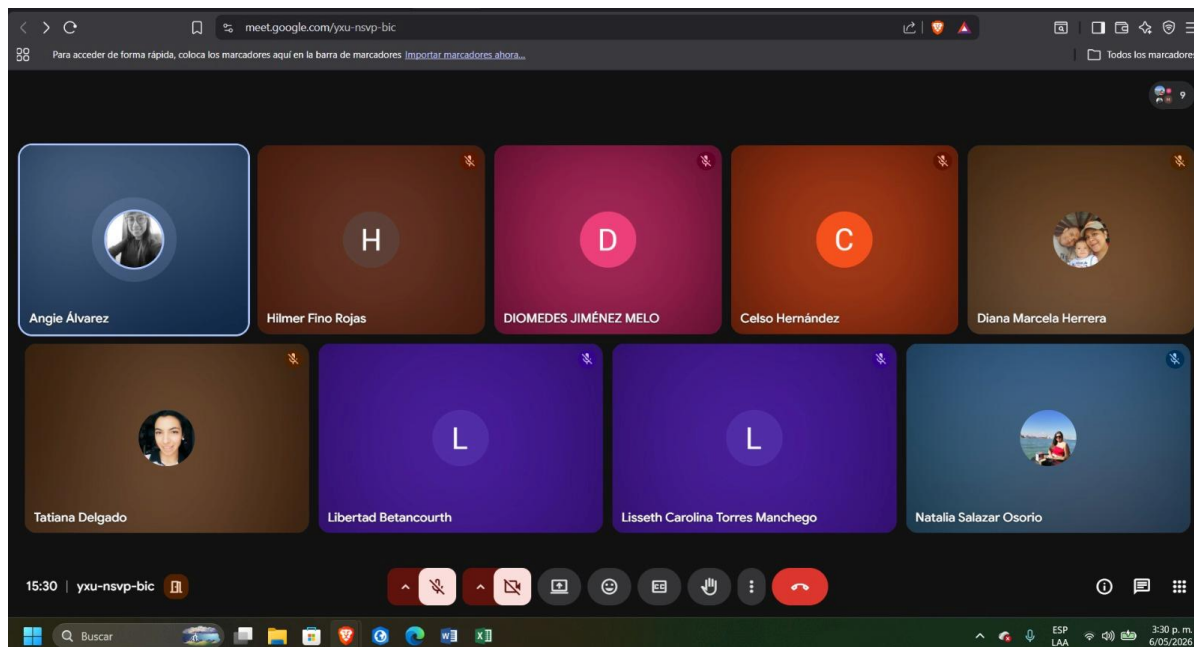 meet.google.com/yxu-nsvp-bic
Para acceder de forma rápida, coloca los marcadores aquí en la barra de marcadores Importar marcadores ahora...
Todos los marcadores
9
H
D
C
Angie Álvarez
Hilmer Fino Rojas
DIOMEDES JIMÉNEZ MELO
Celso Hernández
Diana Marcela Herrera
L
L
Tatiana Delgado
Libertad Betancourth
Lisseth Carolina Torres Manchego
Natalia Salazar Osorio
15:30 | yxu-nsvp-bic
Buscar
ESP
LAA
3:30 p. m.
6/05/2026